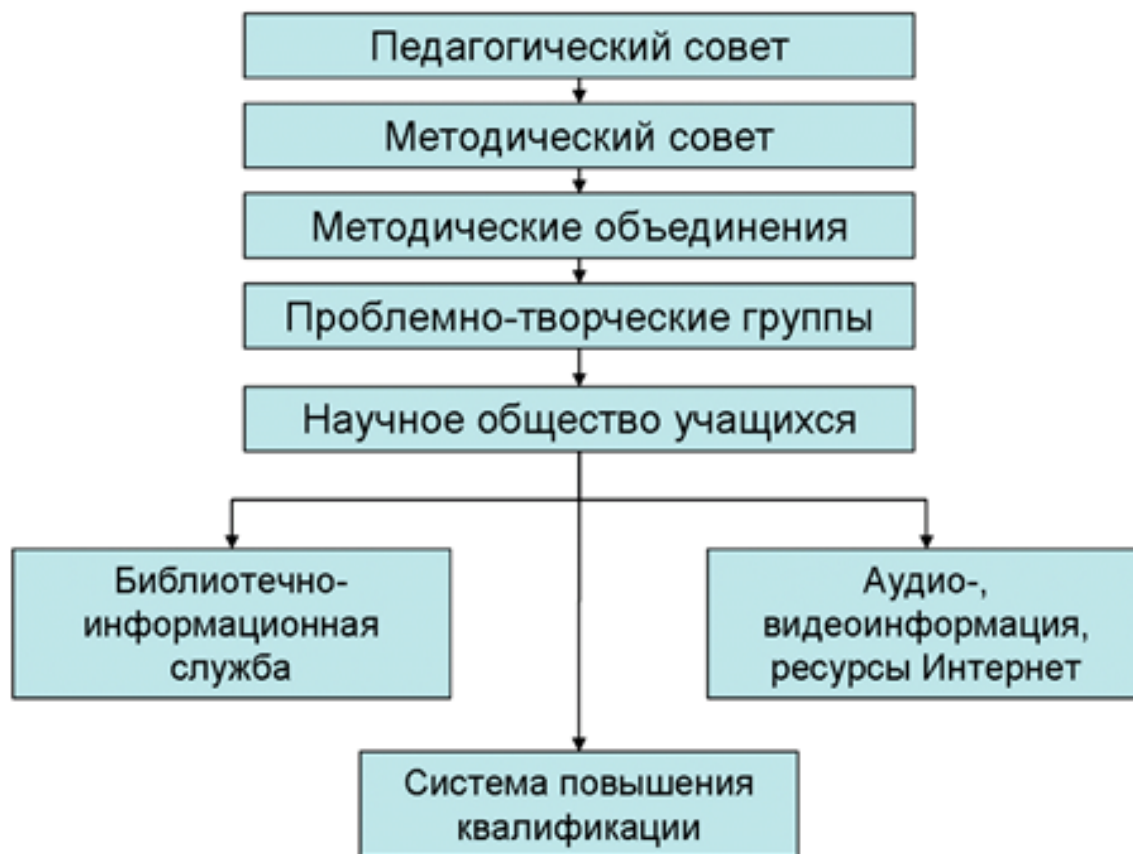 Педагогический совет
Методический совет
Методические объединения
Проблемно-творческие группы
Научное общество учащихся
Библиотечно-
информационная
служба
Аудио-,
видеоинформация,
ресурсы Интернет
Система повышения
квалификации